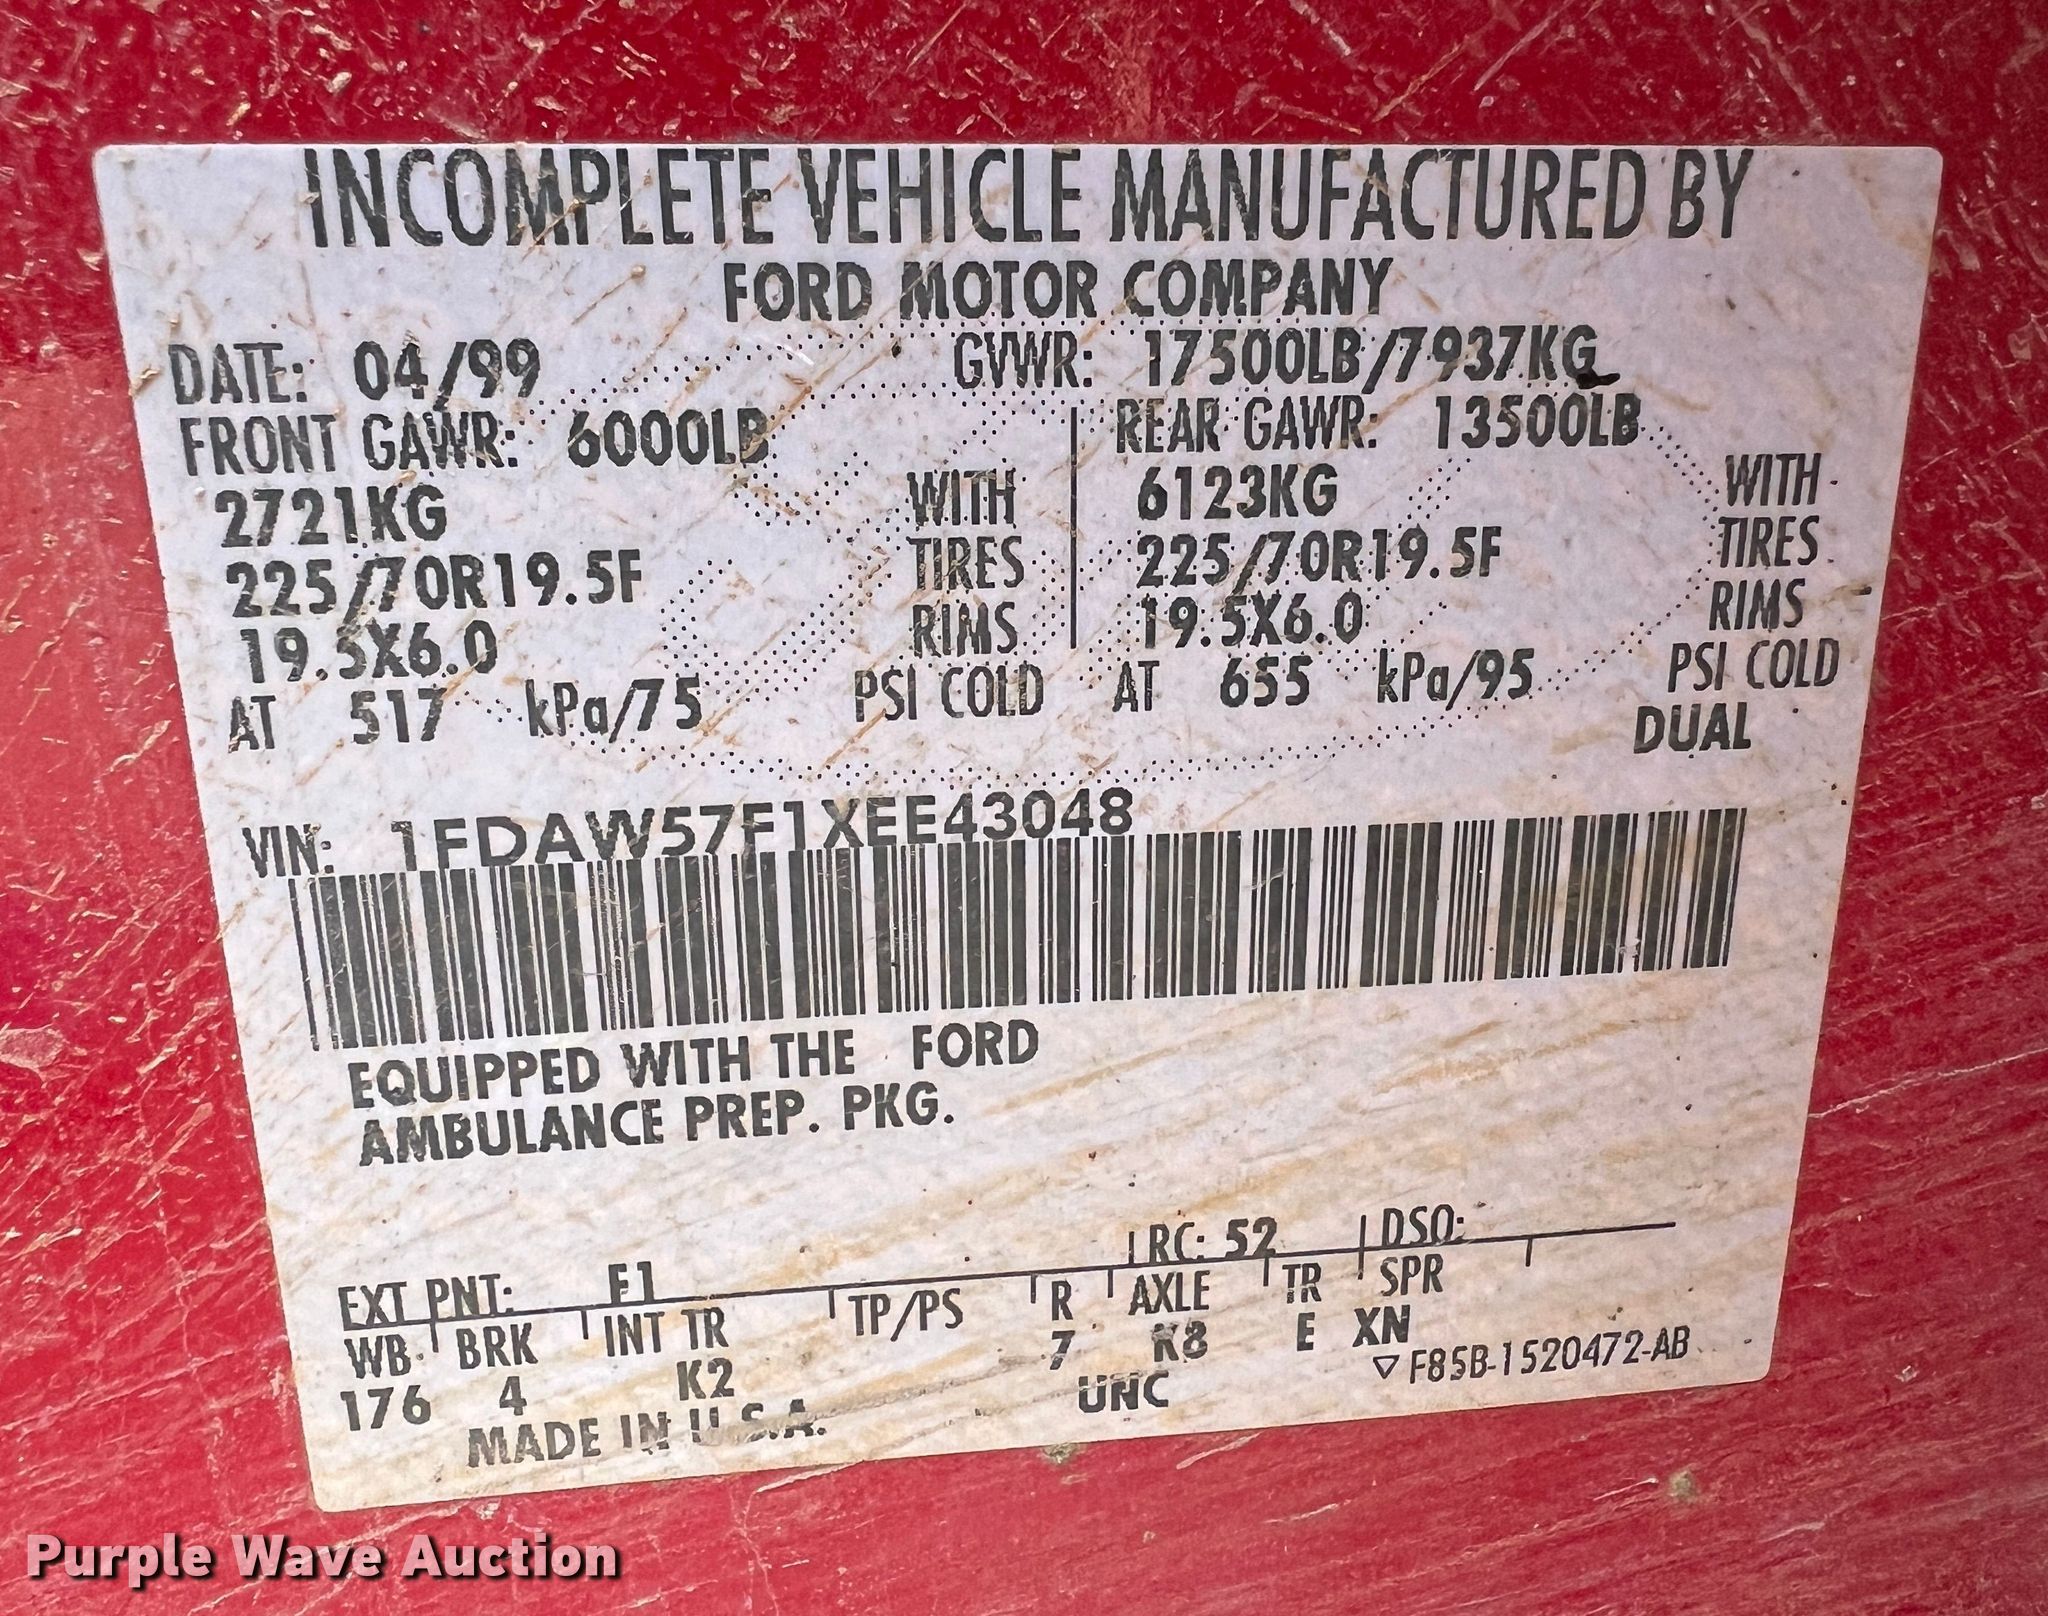 INCOMPLETE VEHICLE MANUFACTURED BY
FORD MOTOR COMPANY
DATE: 04/99 GVWR: 17500LB/7937KG
FRONT GAWR: 6000LB REAR GAWR: 13500LB
2721KG WITH 6123KG WITH
225/70R19.5F TIRES 225/70R19.5F TIRES
19.5X6.0 RIMS 19.5X6.0 RIMS
AT 517 kPa/75 PSI COLD AT 655 kPa/95 PSI COLD
DUAL
VIN: 1FDAW57F1XEE43048
EQUIPPED WITH THE FORD
AMBULANCE PREP. PKG.
EXT PNT: F1 RC: 52 DSO:
WB BRK INT TR TP/PS R AXLE TR SPR
176 4 K2 7 K8 E XN
MADE IN U.S.A. UNC ▽ F85B-1520472-AB
Purple Wave Auction